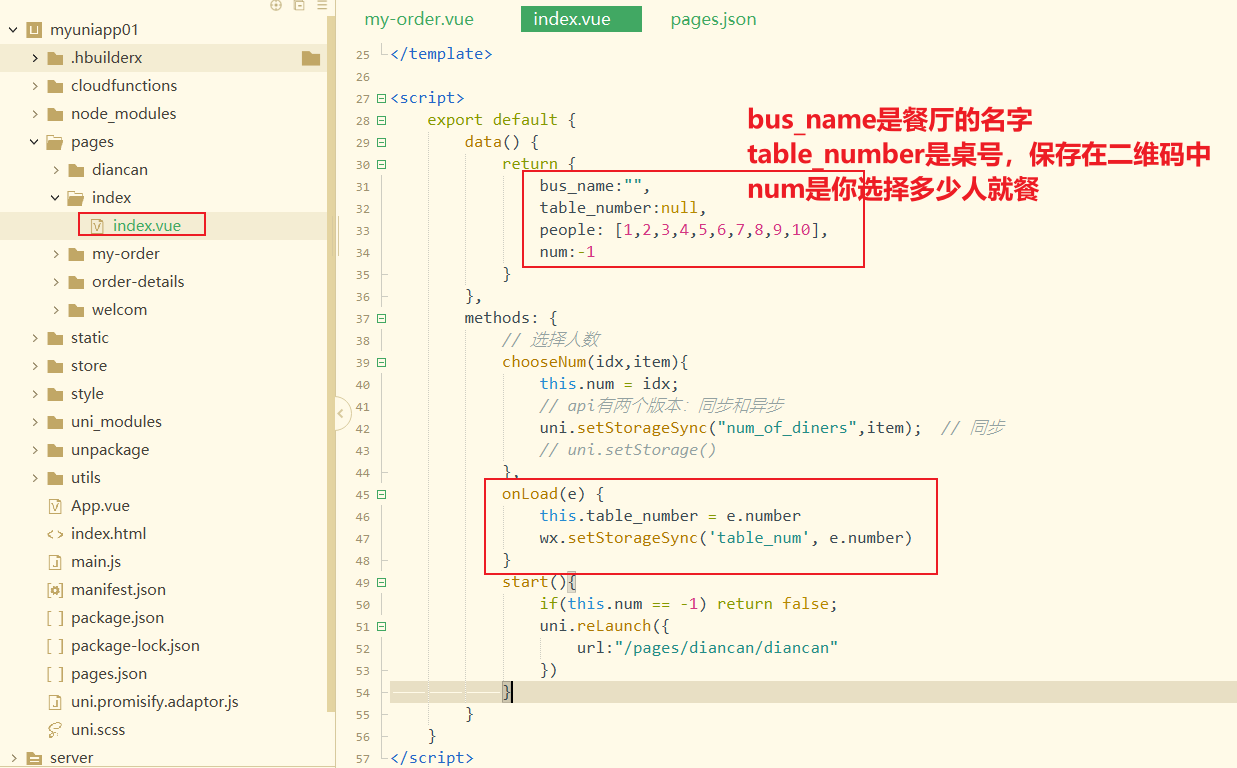 myuniapp01
.hbuilderx
cloudfunctions
node_modules
pages
diancan
index
index.vue
my-order
order-details
welcom
static
store
style
uni_modules
unpackage
utils
App.vue
index.html
main.js
manifest.json
package.json
package-lock.json
pages.json
uni.promisify.adaptor.js
uni.scss
server
my-order.vue index.vue pages.json
25 </template>
26
27 <script>
28 export default {
29 data() {
30 return {
31 bus_name:"",
32 table_number:null,
33 people: [1,2,3,4,5,6,7,8,9,10],
34 num:-1
35 }
36 },
37 methods: {
38 // 选择人数
39 chooseNum(idx,item){
40 this.num = idx;
41 // api有两个版本：同步和异步
42 uni.setStorageSync("num_of_diners",item); // 同步
43 // uni.setStorage()
44 },
45 onLoad(e) {
46 this.table_number = e.number
47 wx.setStorageSync('table_num', e.number)
48 }
49 start(){
50 if(this.num == -1) return false;
51 uni.reLaunch({
52 url:"/pages/diancan/diancan"
53 })
54 }
55 }
56 }
57 </script>
bus_name是餐厅的名字
table_number是桌号，保存在二维码中
num是你选择多少人就餐